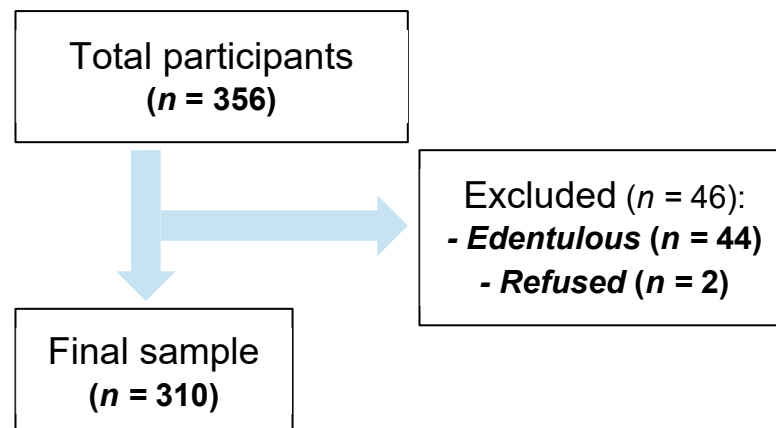 Total participants
(n = 356)
Excluded (n = 46):
- Edentulous (n = 44)
- Refused (n = 2)
Final sample
(n = 310)